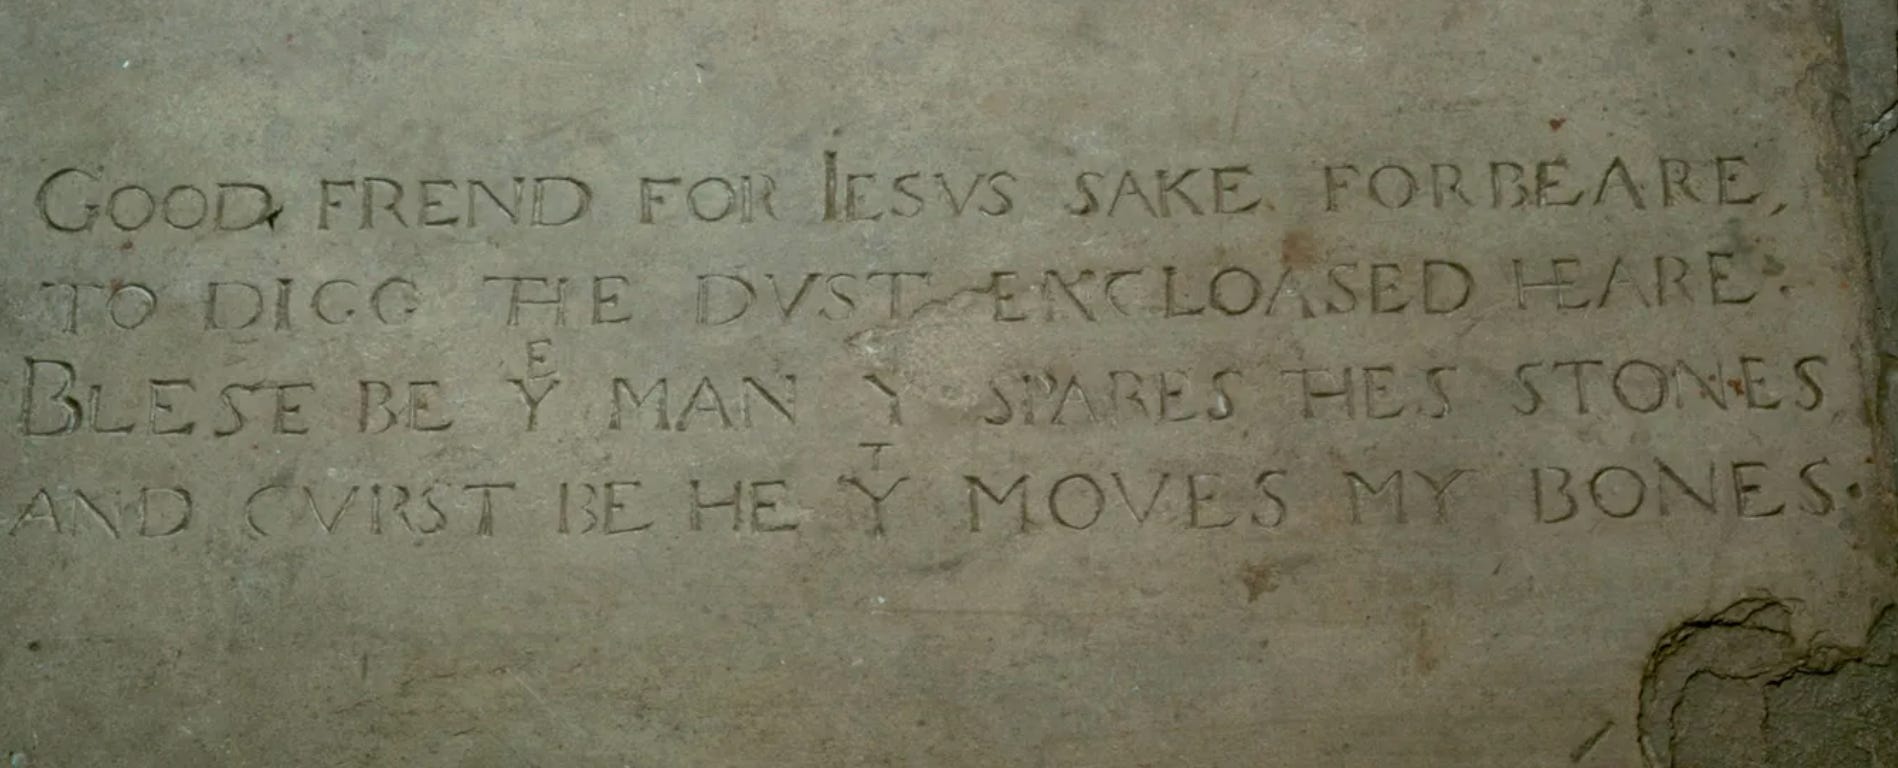 GOOD FREND FOR IESVS SAKE FORBEARE,
TO DIGG THE DVST ENCLOASED HEARE:
BLESE BE Yᴱ MAN Y SPARES THES STONES
AND CVRST BE HE Yᵀ MOVES MY BONES·